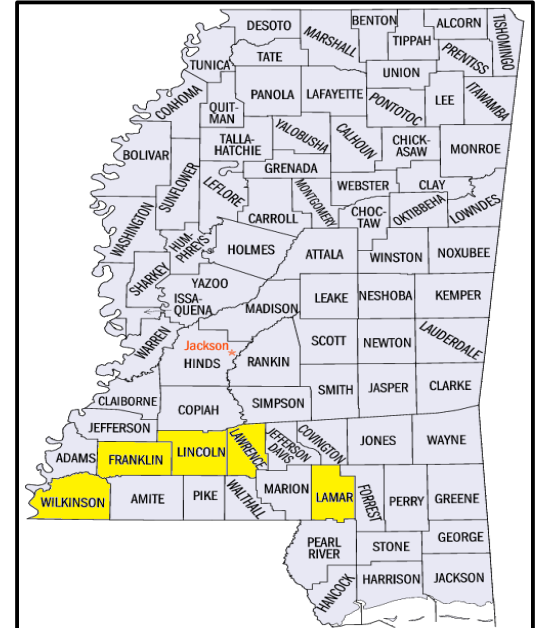 DESOTO
BENTON
ALCORN
TISHOMINGO
MARSHALL
TIPPAH
PRENTISS
TATE
TUNICA
UNION
COAHOMA
PANOLA
LAFAYETTE
PONTOTOC
LEE
ITAWAMBA
QUIT-
MAN
YALOBUSHA
CALHOUN
TALLA-
HATCHIE
CHICK-
ASAW
MONROE
BOLIVAR
SUNFLOWER
GRENADA
LEFLORE
MONTGOMERY
WEBSTER
CLAY
WASHINGTON
CARROLL
CHOC-
TAW
OKTIBBEHA
LOWNDES
HUM-
PHREYS
HOLMES
ATTALA
WINSTON
NOXUBEE
SHARKEY
YAZOO
ISSA-
QUENA
MADISON
LEAKE
NESHOBA
KEMPER
WARREN
Jackson
*
HINDS
RANKIN
SCOTT
NEWTON
LAUDERDALE
SMITH
JASPER
CLARKE
CLAIBORNE
COPIAH
SIMPSON
JEFFERSON
ADAMS
FRANKLIN
LINCOLN
LAWRENCE
JEFFERSON
DAVIS
COVINGTON
JONES
WAYNE
WILKINSON
AMITE
PIKE
WALTHALL
MARION
LAMAR
FORREST
PERRY
GREENE
PEARL
RIVER
STONE
GEORGE
HANCOCK
HARRISON
JACKSON